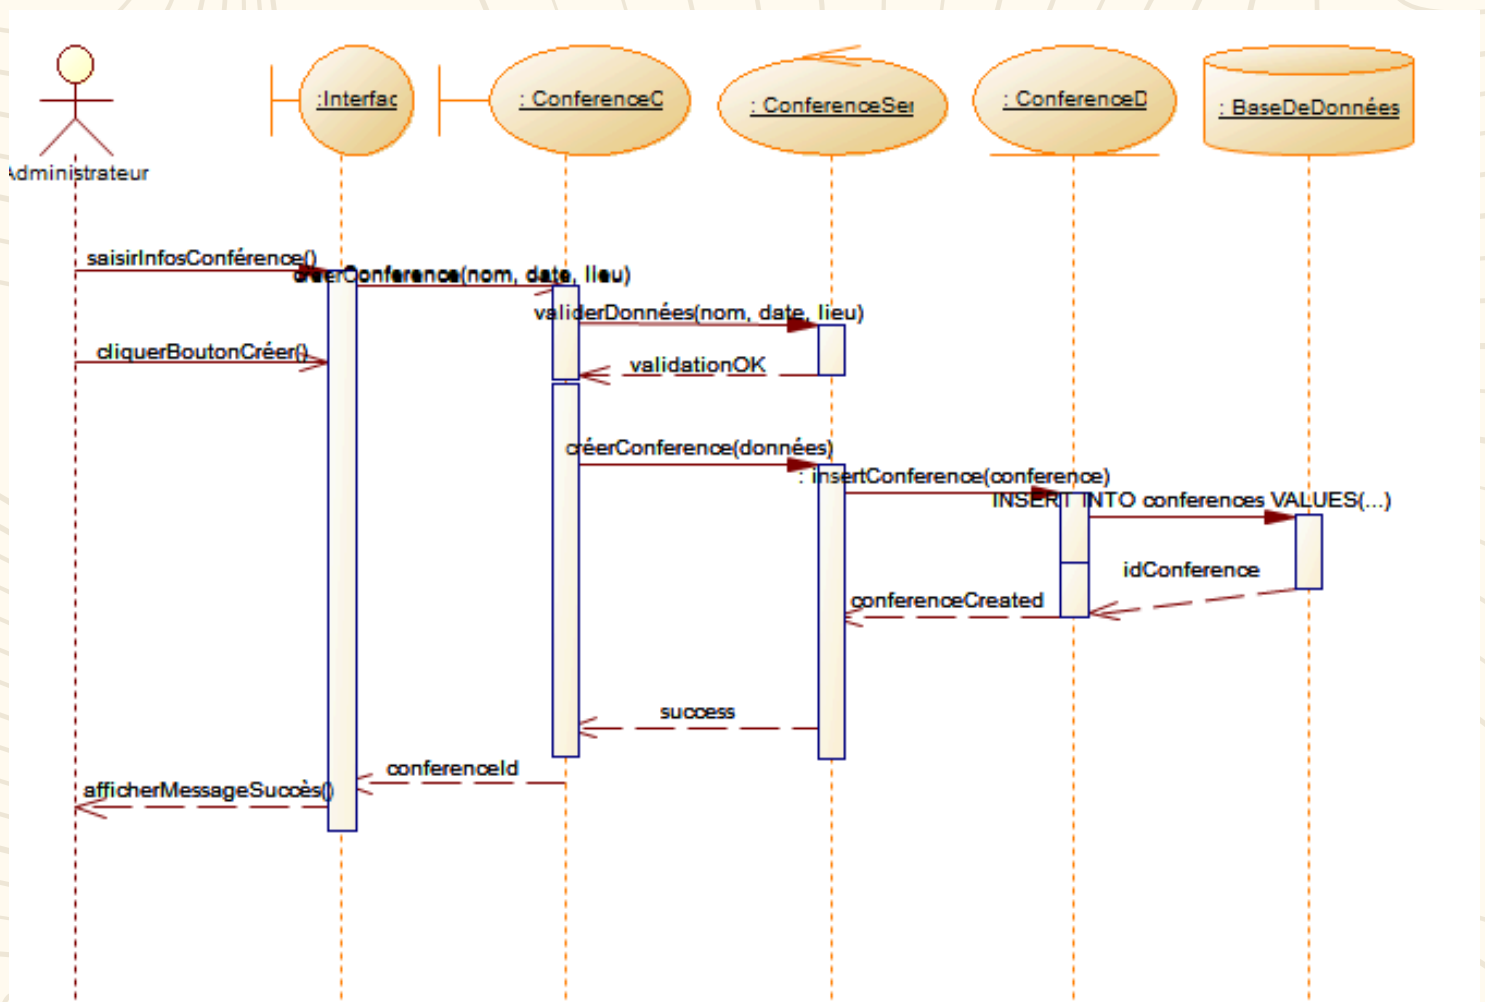 :Interfac
: ConferenceC
: ConferenceSer
: ConferenceD
: BaseDeDonnées
Administrateur
saisirInfosConférence()
créerConference(nom, date, lieu)
validerDonnées(nom, date, lieu)
cliquerBoutonCréer()
validationOK
créerConference(données)
: insertConference(conference)
INSERT INTO conferences VALUES(...)
idConference
conferenceCreated
success
conferenceId
afficherMessageSuccès()